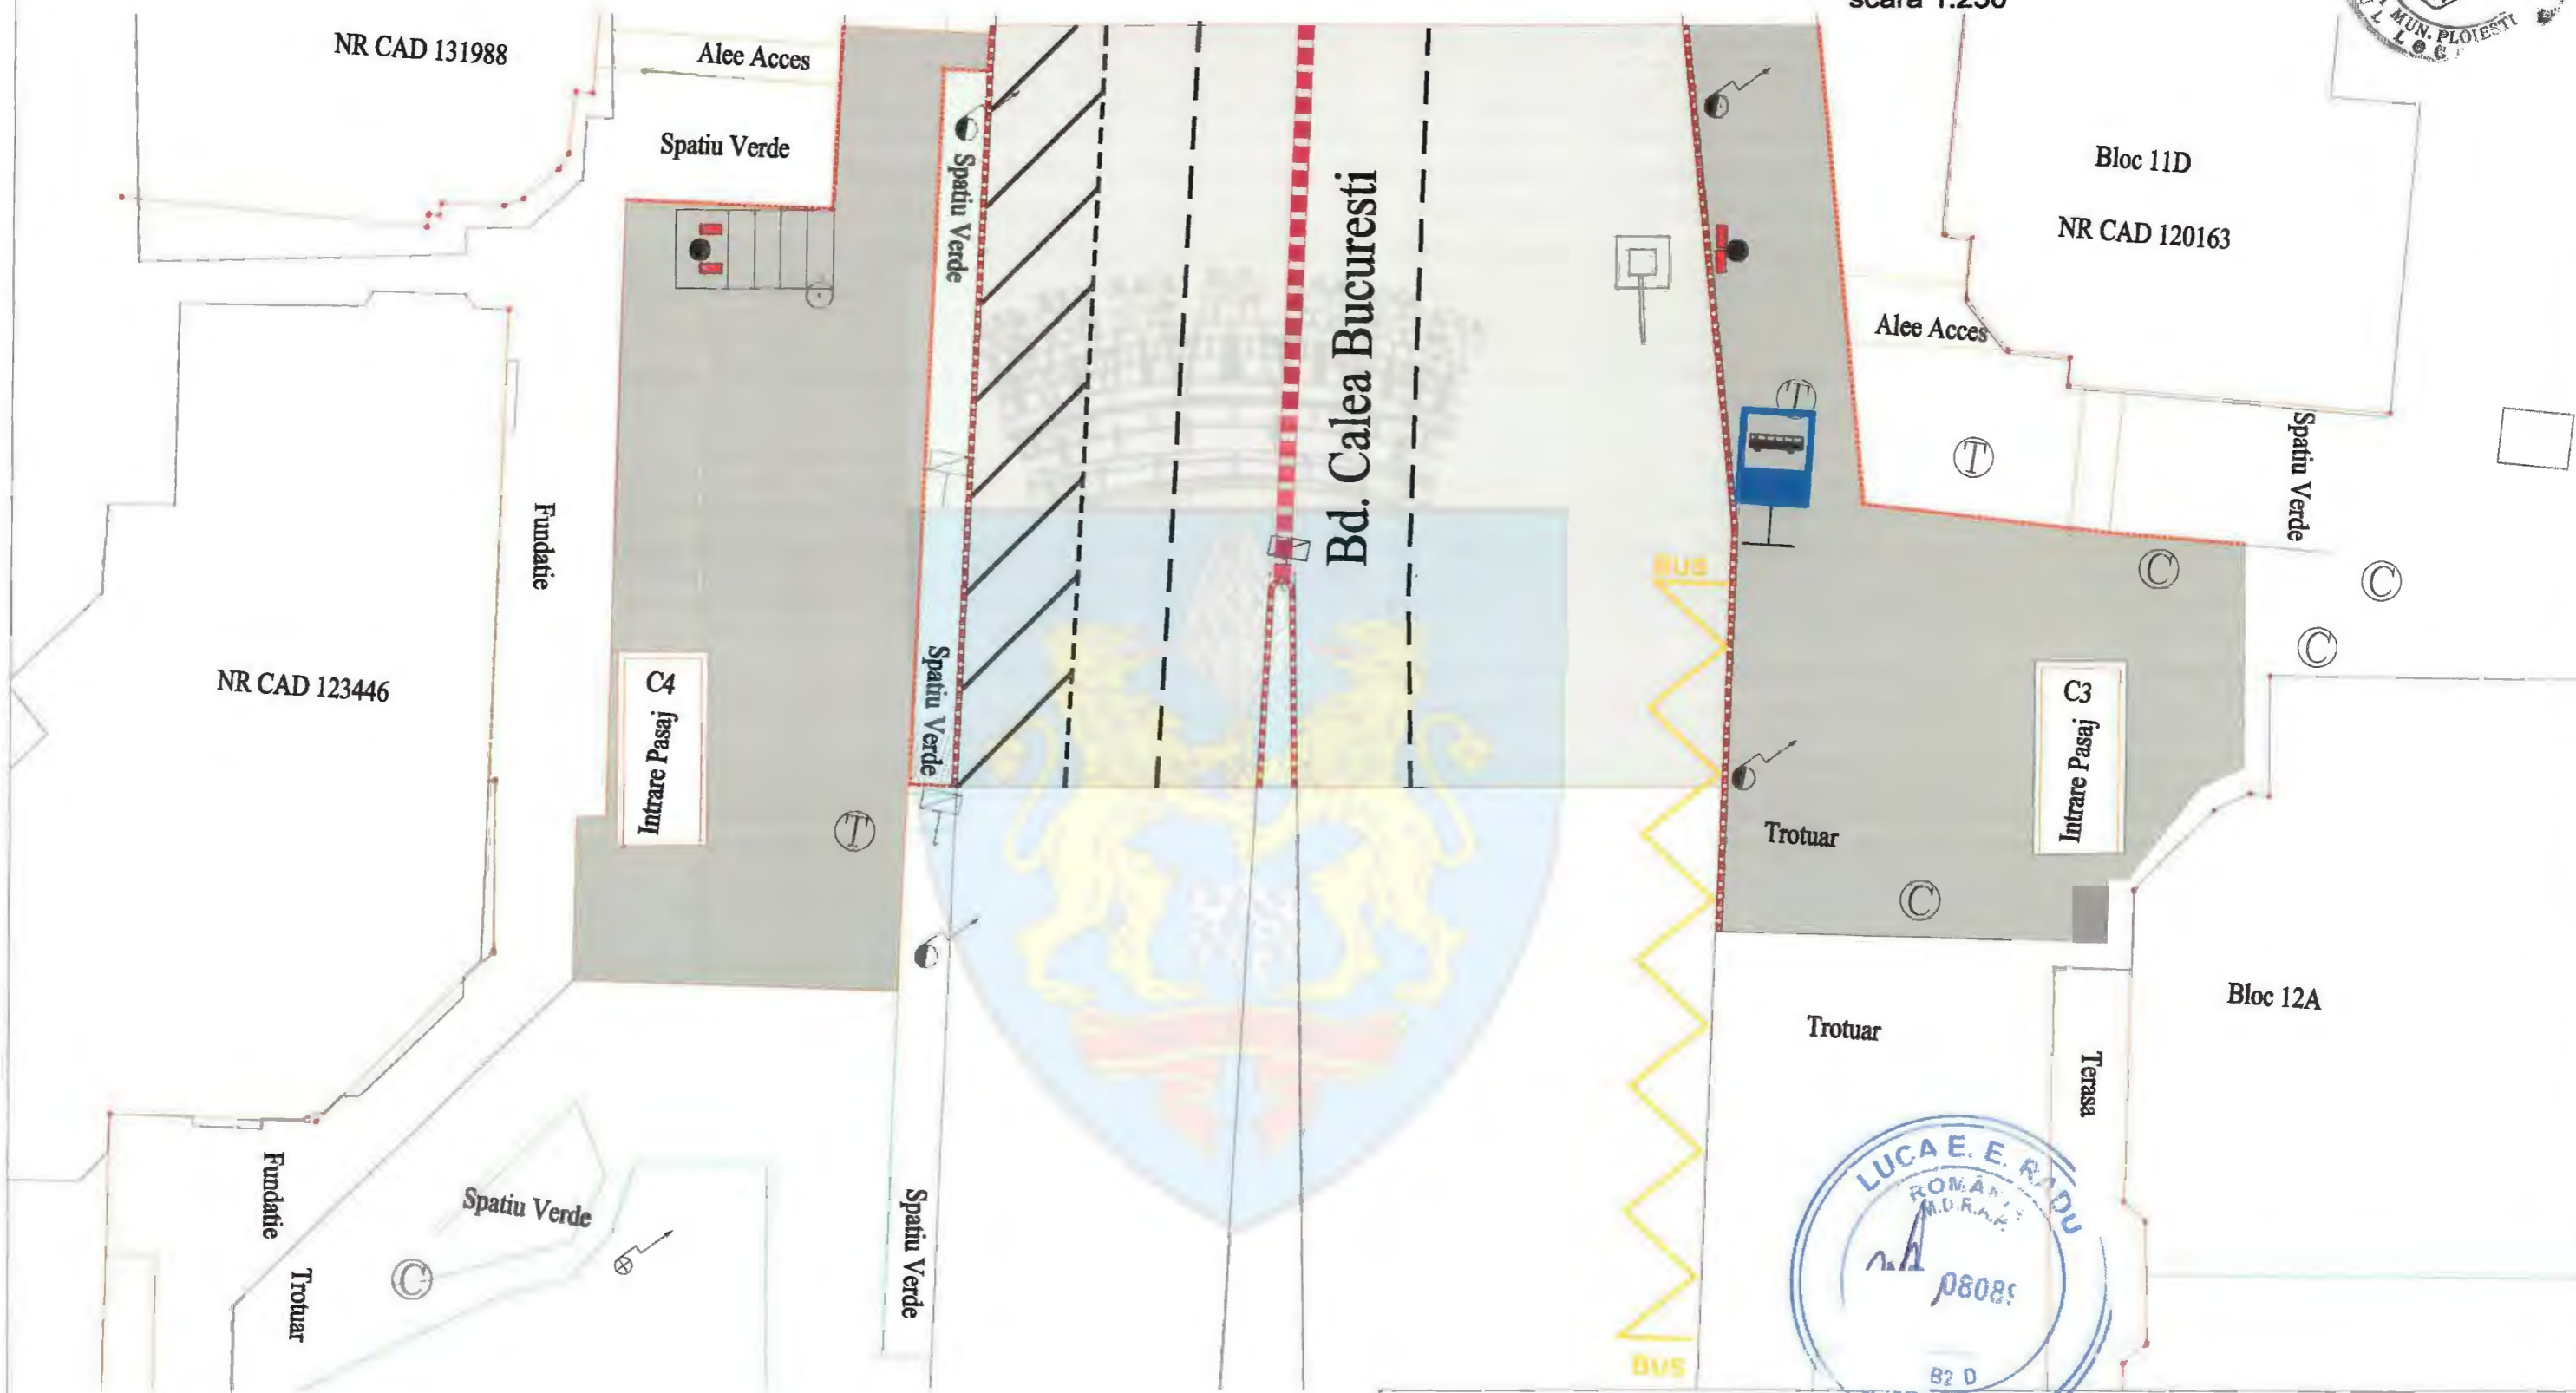 scara 1:250
MUN. PLOIESTI
NR CAD 131988
Alee Acces
Spatiu Verde
Spatiu Verde
Bd. Calea Bucuresti
Bloc 11D
NR CAD 120163
Alee Acces
T
T
Spatiu Verde
Fundatie
BUS
C
C
C
NR CAD 123446
C4
Intrare Pasaj
Spatiu Verde
T
C3
Intrare Pasaj
Trotuar
C
Bloc 12A
Trotuar
Terasa
Fundatie
Spatiu Verde
C
Trotuar
Spatiu Verde
LUCA E. E. RADU
ROMÂNIA
M.D.R.A.P.
0808
B2 D
BUS